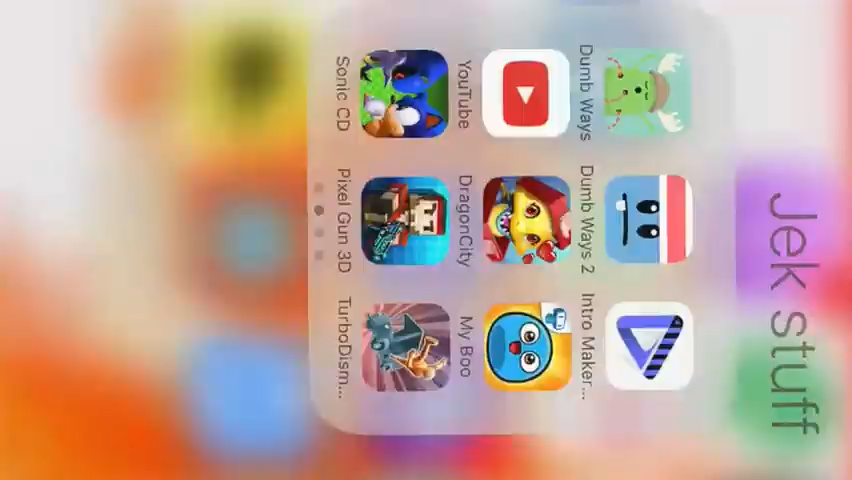 Jek stuff
Dumb Ways
Dumb Ways 2
Intro Maker...
YouTube
DragonCity
My Boo
Sonic CD
Pixel Gun 3D
TurboDism...